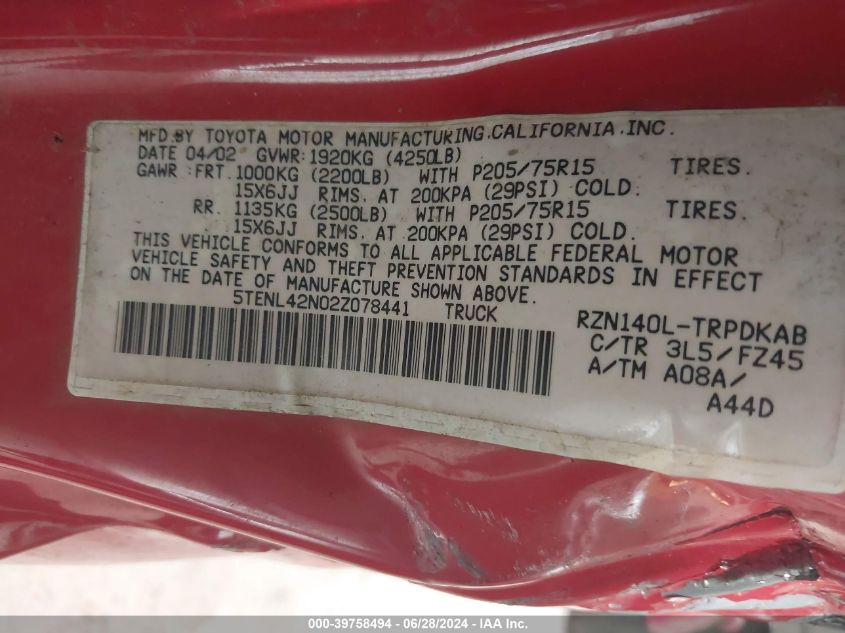 MFD.BY TOYOTA MOTOR MANUFACTURING.CALIFORNIA.INC.
DATE 04/02 GVWR:1920KG (4250LB)
GAWR :FRT.1000KG (2200LB) WITH P205/75R15 TIRES.
15X6JJ RIMS. AT 200KPA (29PSI) COLD.
RR. 1135KG (2500LB) WITH P205/75R15 TIRES.
15X6JJ RIMS. AT 200KPA (29PSI) COLD.
THIS VEHICLE CONFORMS TO ALL APPLICABLE FEDERAL MOTOR
VEHICLE SAFETY AND THEFT PREVENTION STANDARDS IN EFFECT
ON THE DATE OF MANUFACTURE SHOWN ABOVE.
5TENL42N02Z078441 TRUCK
RZN140L-TRPDKAB
C/TR 3L5/FZ45
A/TM A08A/
A44D
000-39758494 - 06/28/2024 - IAA Inc.